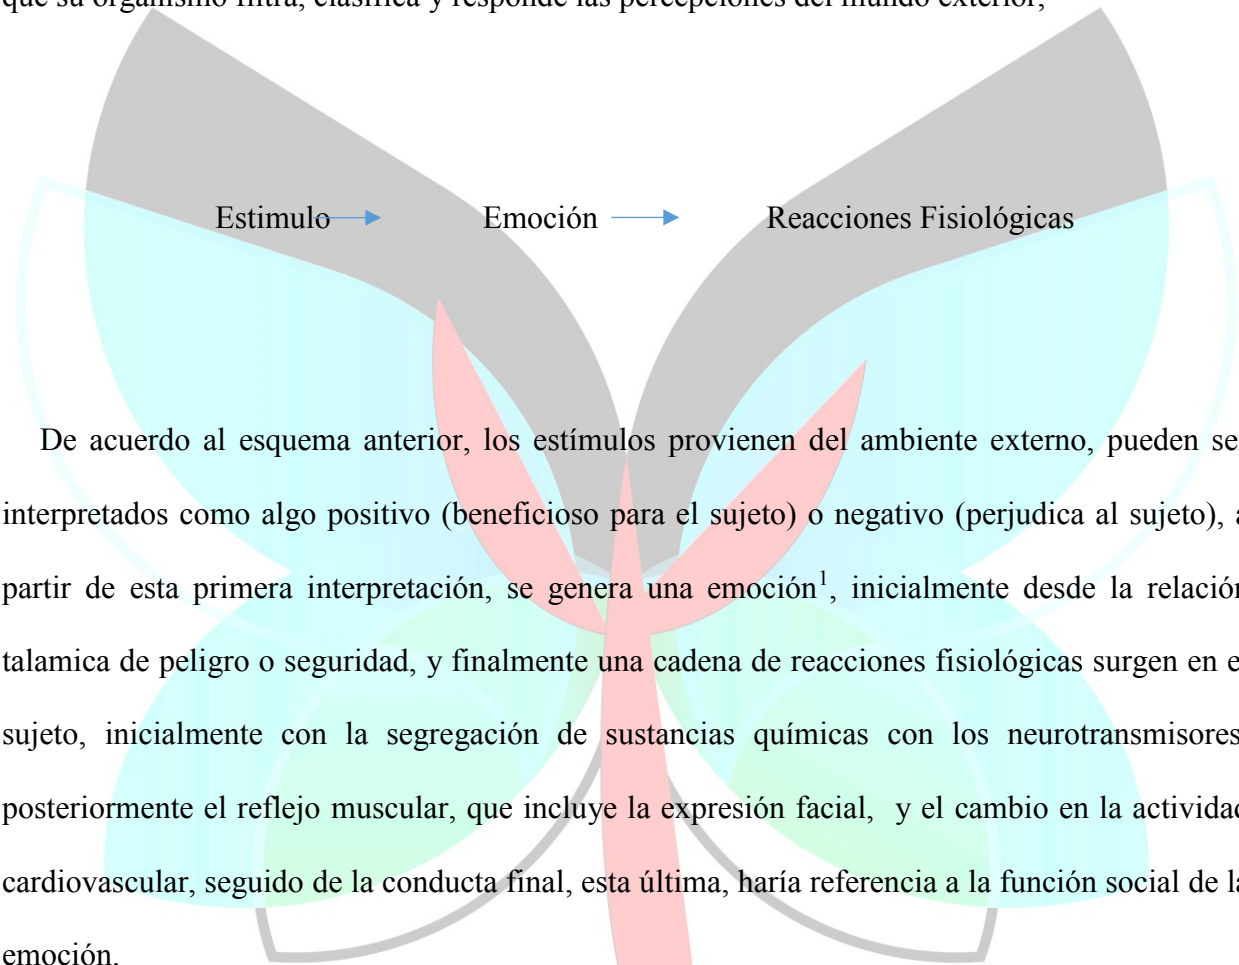 que su organismo filtra, clasifica y responde las percepciones del mundo exterior,
Estimulo Emoción Reacciones Fisiológicas
De acuerdo al esquema anterior, los estímulos provienen del ambiente externo, pueden se
interpretados como algo positivo (beneficioso para el sujeto) o negativo (perjudica al sujeto), a
partir de esta primera interpretación, se genera una emoción¹, inicialmente desde la relación
talamica de peligro o seguridad, y finalmente una cadena de reacciones fisiológicas surgen en e
sujeto, inicialmente con la segregación de sustancias químicas con los neurotransmisores
posteriormente el reflejo muscular, que incluye la expresión facial, y el cambio en la actividad
cardiovascular, seguido de la conducta final, esta última, haría referencia a la función social de la
emoción.